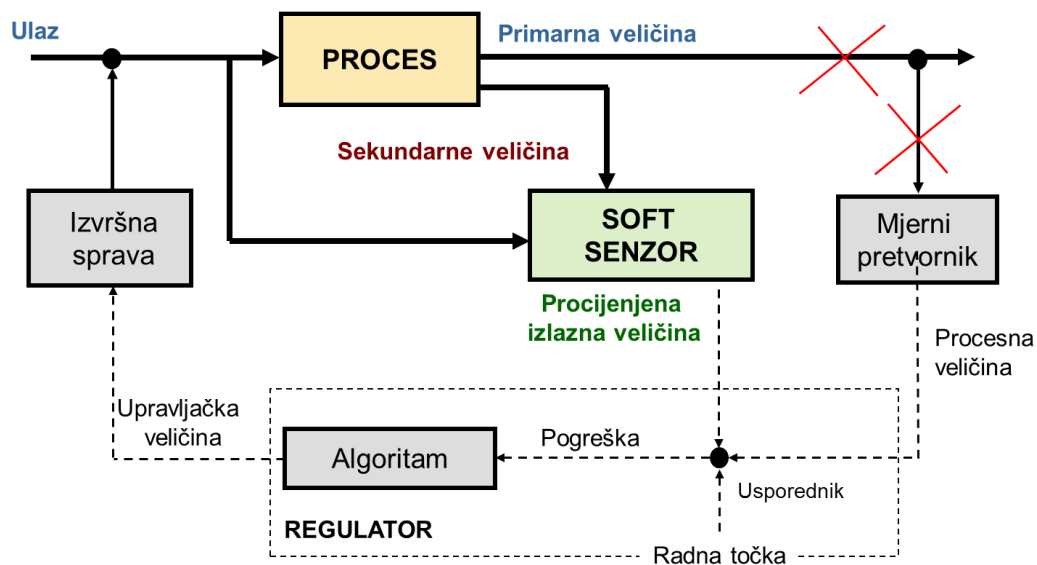 Ulaz
PROCES
Primarna veličina
Sekundarne veličina
Izvršna
sprava
SOFT
SENZOR
Mjerni
pretvornik
Procijenjena
izlazna veličina
Procesna
veličina
Upravljačka
veličina
Algoritam
Pogreška
Usporednik
REGULATOR
Radna točka